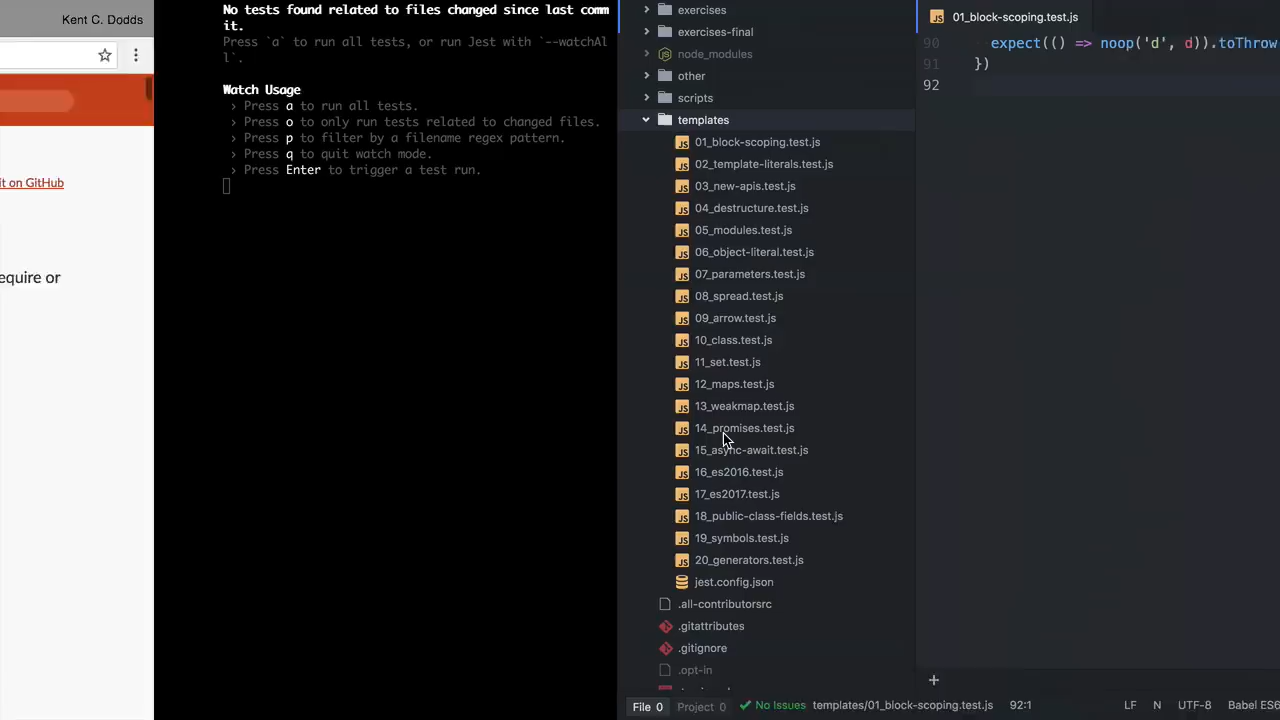 Kent C. Dodds
it on GitHub
equire or
No tests found related to files changed since last comm
it.
Press `a` to run all tests, or run Jest with `--watchAl
l`.
Watch Usage
› Press a to run all tests.
› Press o to only run tests related to changed files.
› Press p to filter by a filename regex pattern.
› Press q to quit watch mode.
› Press Enter to trigger a test run.
exercises
exercises-final
node_modules
other
scripts
templates
01_block-scoping.test.js
02_template-literals.test.js
03_new-apis.test.js
04_destructure.test.js
05_modules.test.js
06_object-literal.test.js
07_parameters.test.js
08_spread.test.js
09_arrow.test.js
10_class.test.js
11_set.test.js
12_maps.test.js
13_weakmap.test.js
14_promises.test.js
15_async-await.test.js
16_es2016.test.js
17_es2017.test.js
18_public-class-fields.test.js
19_symbols.test.js
20_generators.test.js
jest.config.json
.all-contributorsrc
.gitattributes
.gitignore
.opt-in
01_block-scoping.test.js
90 expect(() => noop('d', d)).toThrow
91 })
92
File 0 Project 0 No Issues templates/01_block-scoping.test.js 92:1 LF N UTF-8 Babel ES6